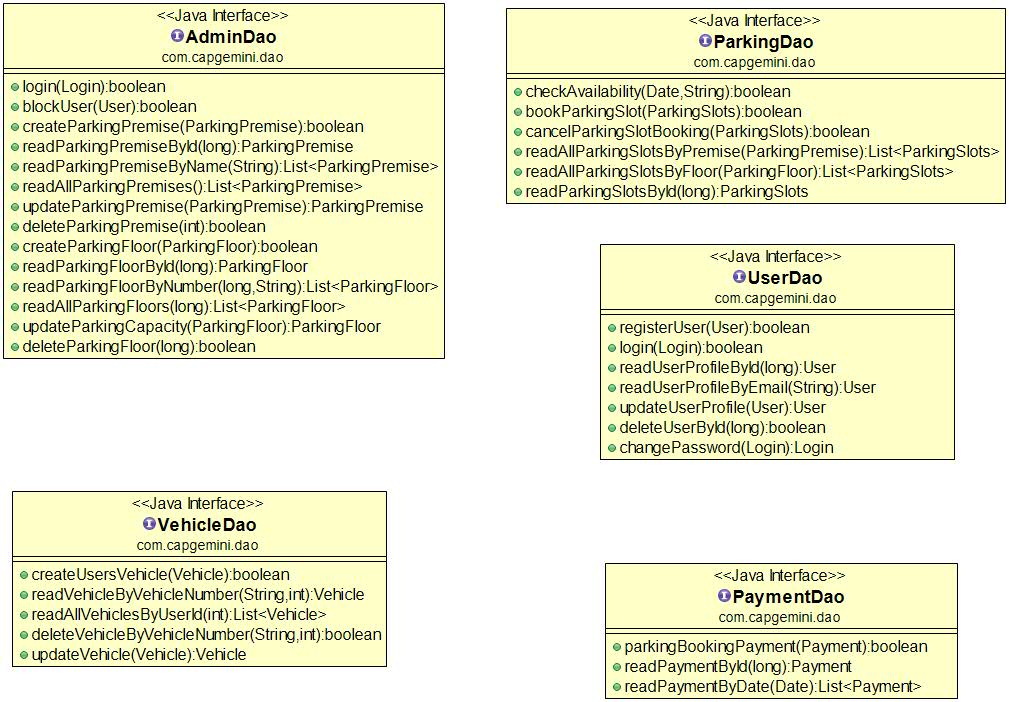 <<Java Interface>>
AdminDao
com.capgemini.dao
login(Login):boolean
blockUser(User):boolean
createParkingPremise(ParkingPremise):boolean
readParkingPremiseById(long):ParkingPremise
readParkingPremiseByName(String):List<ParkingPremise>
readAllParkingPremises():List<ParkingPremise>
updateParkingPremise(ParkingPremise):ParkingPremise
deleteParkingPremise(int):boolean
createParkingFloor(ParkingFloor):boolean
readParkingFloorById(long):ParkingFloor
readParkingFloorByNumber(long,String):List<ParkingFloor>
readAllParkingFloors(long):List<ParkingFloor>
updateParkingCapacity(ParkingFloor):ParkingFloor
deleteParkingFloor(long):boolean
<<Java Interface>>
ParkingDao
com.capgemini.dao
checkAvailability(Date,String):boolean
bookParkingSlot(ParkingSlots):boolean
cancelParkingSlotBooking(ParkingSlots):boolean
readAllParkingSlotsByPremise(ParkingPremise):List<ParkingSlots>
readAllParkingSlotsByFloor(ParkingFloor):List<ParkingSlots>
readParkingSlotsById(long):ParkingSlots
<<Java Interface>>
UserDao
com.capgemini.dao
registerUser(User):boolean
login(Login):boolean
readUserProfileById(long):User
readUserProfileByEmail(String):User
updateUserProfile(User):User
deleteUserById(long):boolean
changePassword(Login):Login
<<Java Interface>>
VehicleDao
com.capgemini.dao
createUsersVehicle(Vehicle):boolean
readVehicleByVehicleNumber(String,int):Vehicle
readAllVehiclesByUserId(int):List<Vehicle>
deleteVehicleByVehicleNumber(String,int):boolean
updateVehicle(Vehicle):Vehicle
<<Java Interface>>
PaymentDao
com.capgemini.dao
parkingBookingPayment(Payment):boolean
readPaymentById(long):Payment
readPaymentByDate(Date):List<Payment>